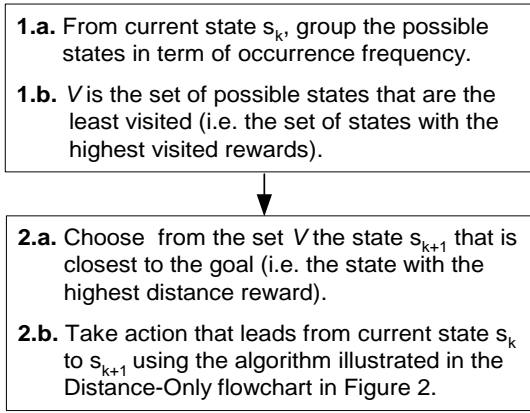 1.a. From current state s_k, group the possible
states in term of occurrence frequency.
1.b. V is the set of possible states that are the
least visited (i.e. the set of states with the
highest visited rewards).
2.a. Choose from the set V the state s_{k+1} that is
closest to the goal (i.e. the state with the
highest distance reward).
2.b. Take action that leads from current state s_k
to s_{k+1} using the algorithm illustrated in the
Distance-Only flowchart in Figure 2.